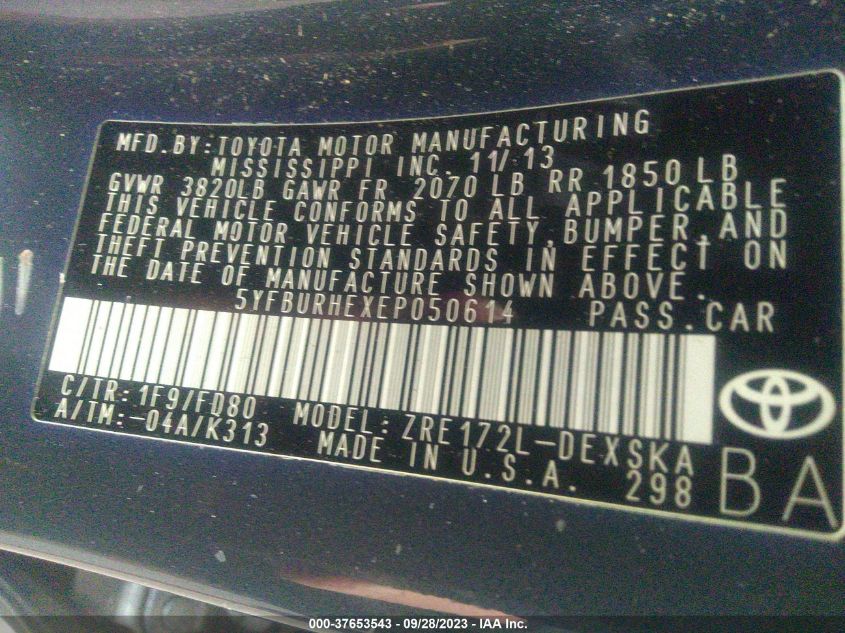 MFD.BY:TOYOTA MOTOR MANUFACTURING
MISSISSIPPI INC. 11/13
GVWR 3820LB GAWR FR 2070 LB RR 1850 LB
THIS VEHICLE CONFORMS TO ALL APPLICABLE
FEDERAL MOTOR VEHICLE SAFETY,BUMPER,AND
THEFT PREVENTION STANDARDS IN EFFECT ON
THE DATE OF MANUFACTURE SHOWN ABOVE.
5YFBURHEXEP050614 PASS.CAR
C/TR:1F9/FD80 MODEL:ZRE172L-DEXSKA
A/TM:-04A/K313 MADE IN U.S.A. 298
BA
000-37653543 / 09/28/2023 / IAA Inc.